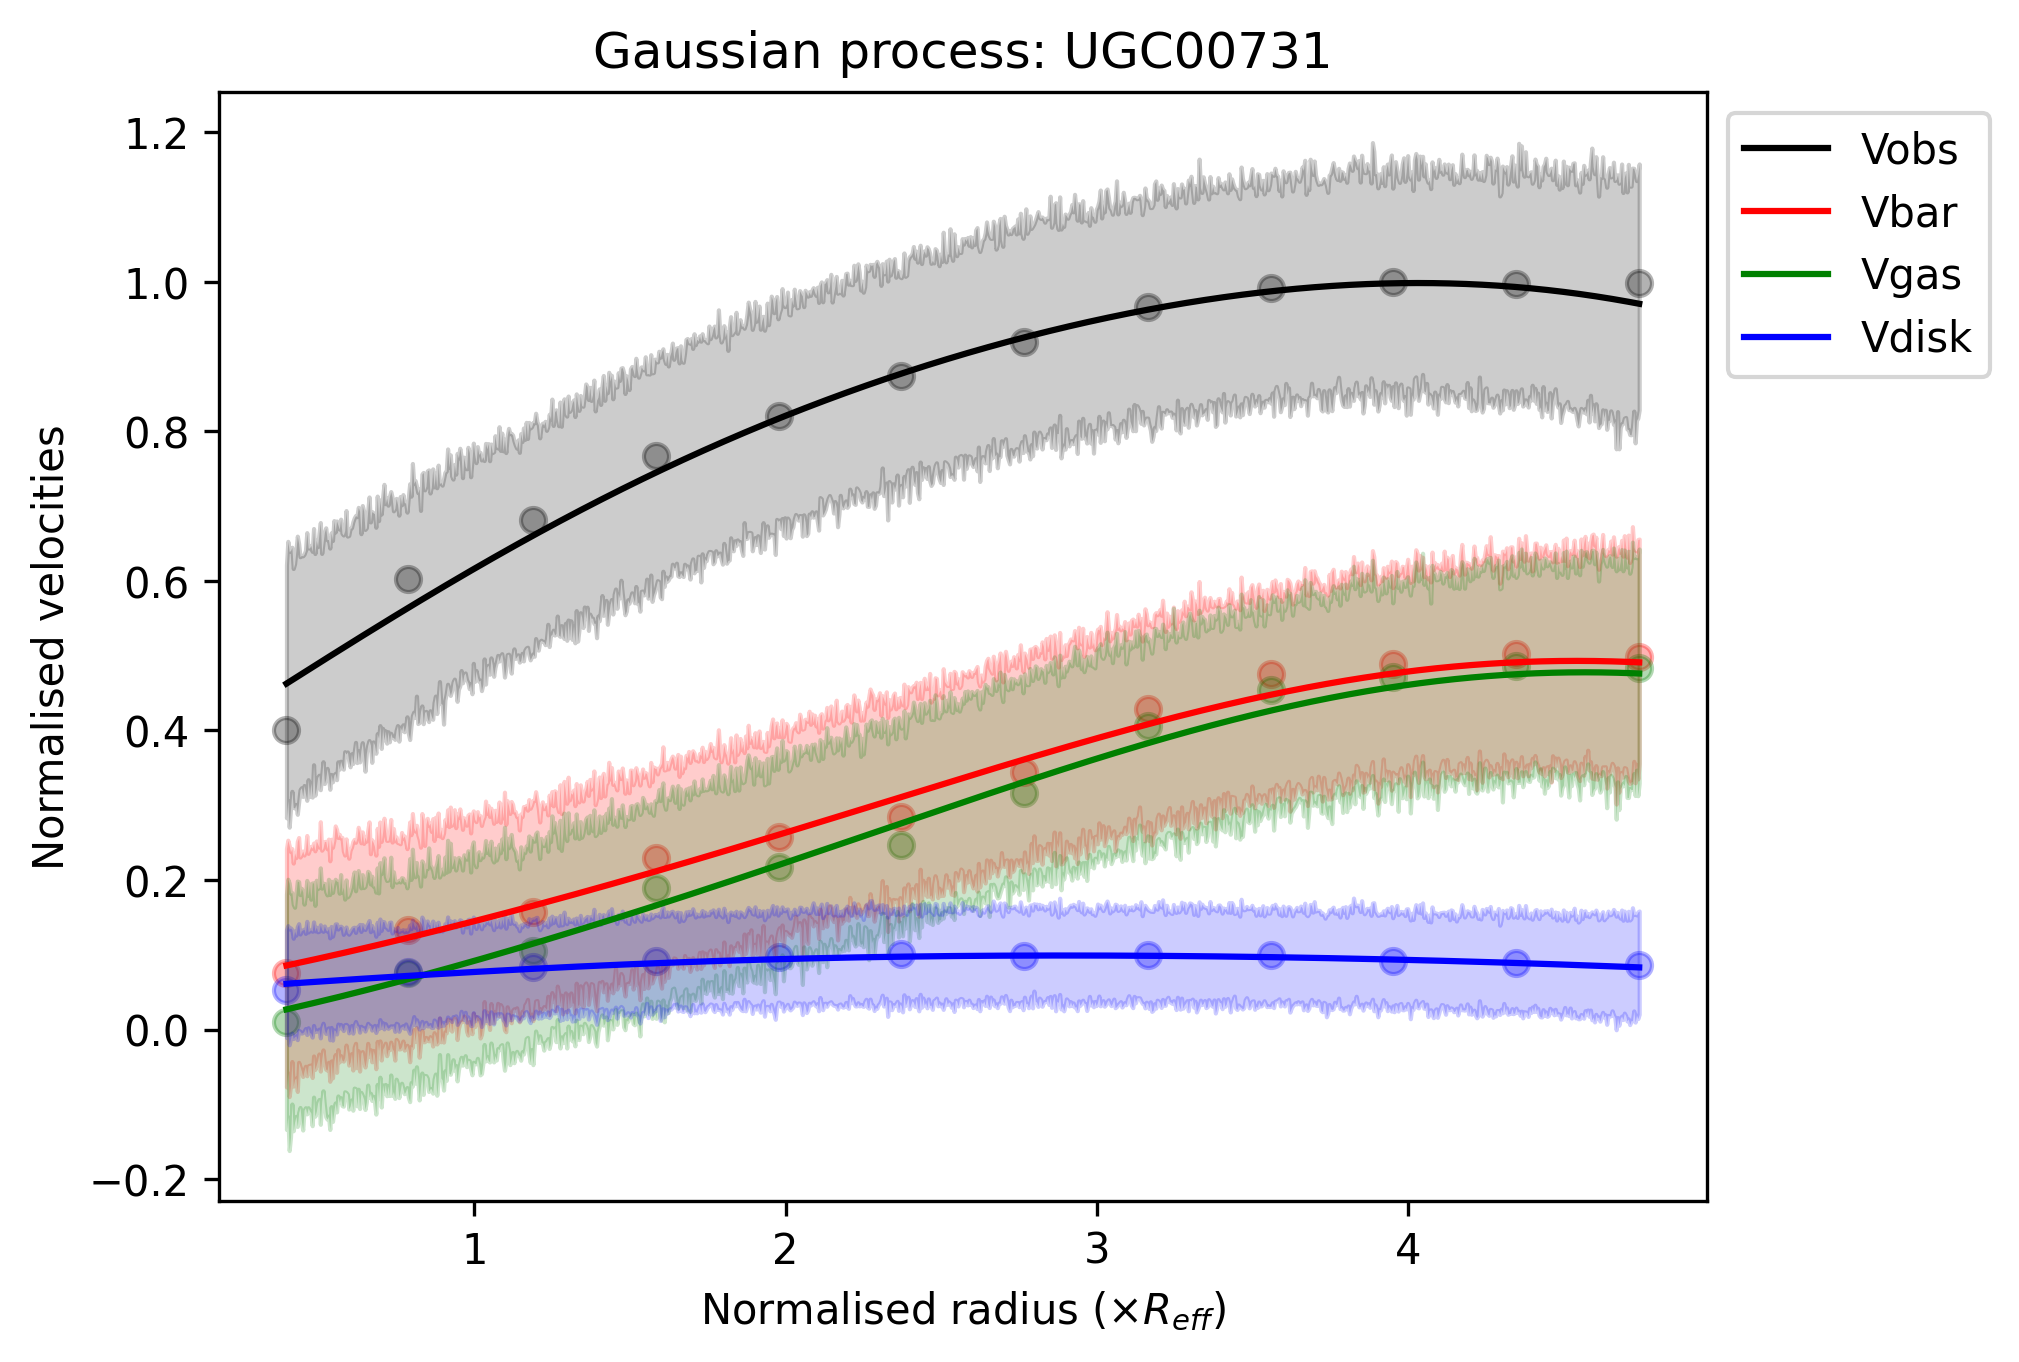 Gaussian process: UGC00731
1.2
1.0
0.8
0.6
0.4
0.2
0.0
−0.2
Normalised velocities
1
2
3
4
Normalised radius (×R_eff)
Vobs
Vbar
Vgas
Vdisk